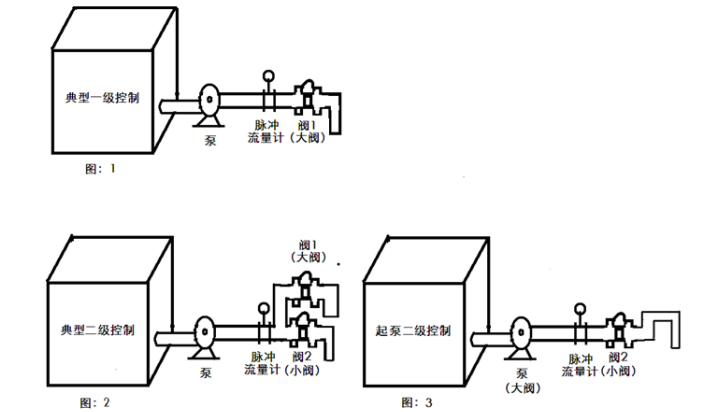 典型一级控制
泵
脉冲 阀1
流量计(大阀)
图：1
阀1
(大阀)
典型二级控制
泵
脉冲 阀2
流量计(小阀)
图：2
起泵二级控制
泵
(大阀)
脉冲 阀2
流量计(小阀)
图：3